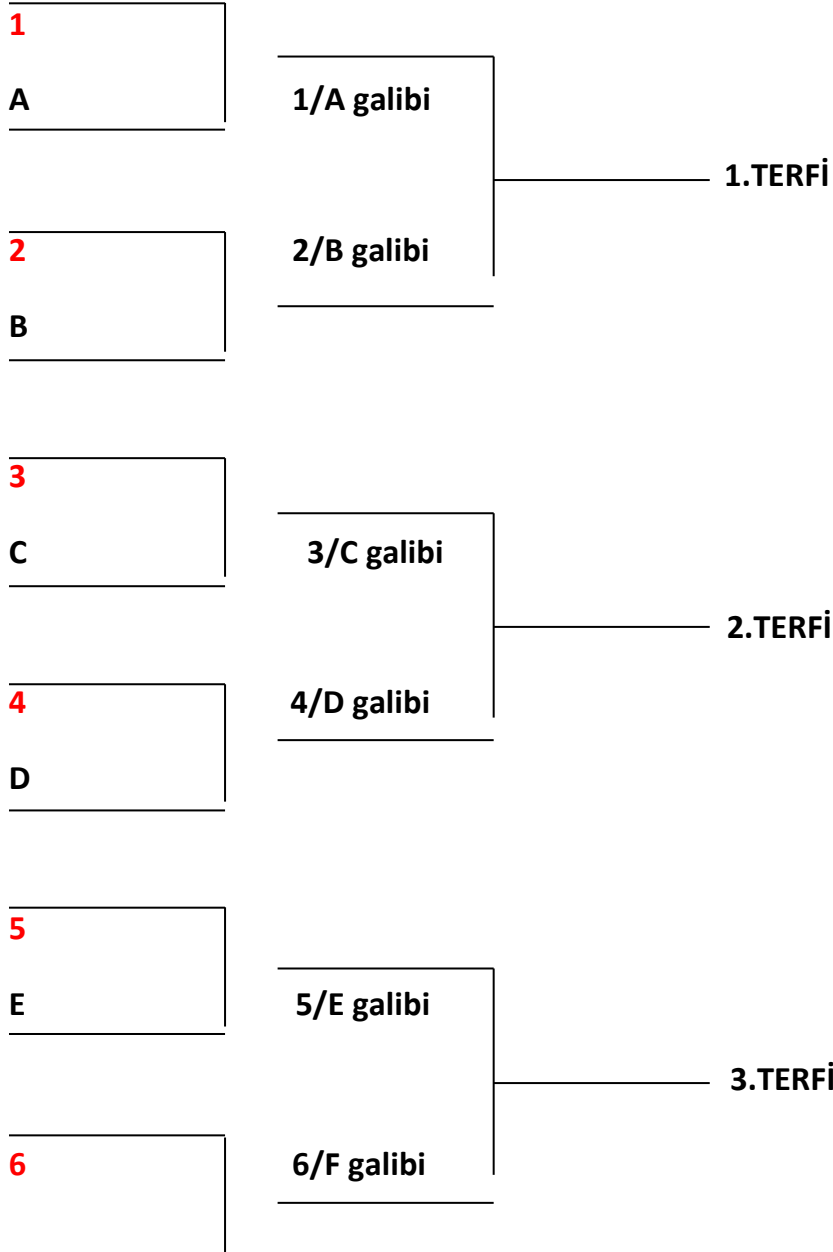 1
A
1/A galibi
1.TERFİ
2
2/B galibi
B
3
C
3/C galibi
2.TERFİ
4
4/D galibi
D
5
E
5/E galibi
3.TERFİ
6
6/F galibi